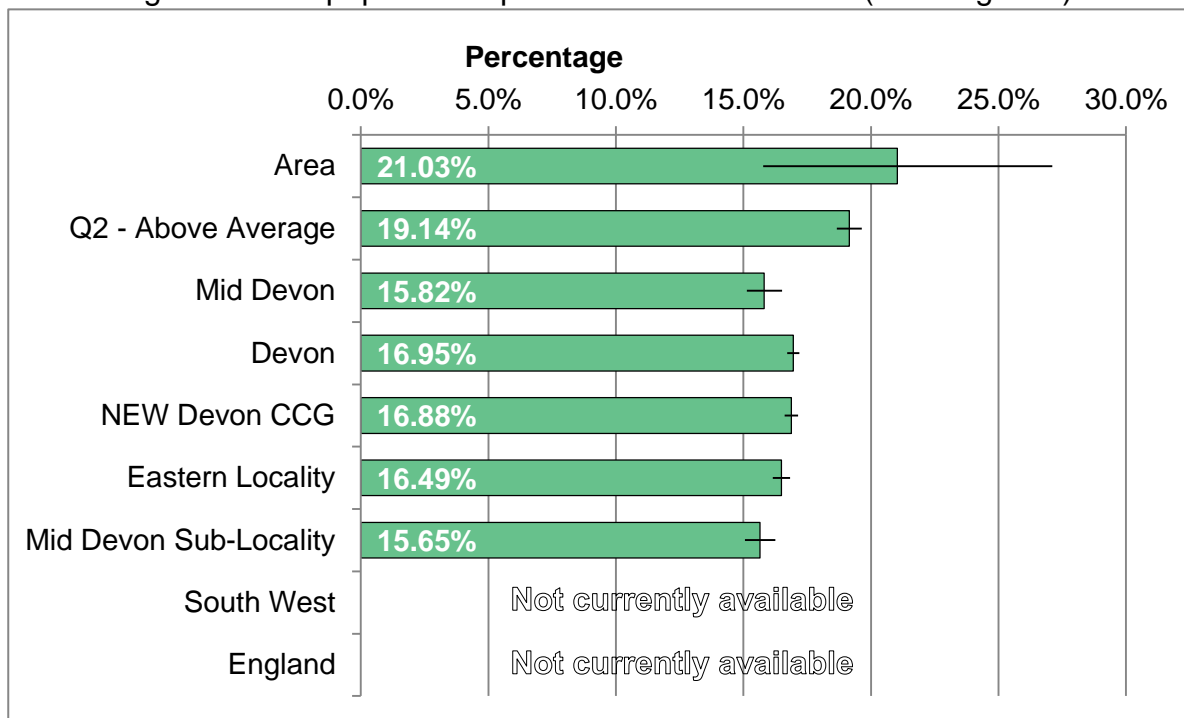 Percentage
0.0% 5.0% 10.0% 15.0% 20.0% 25.0% 30.0%
Area 21.03%
Q2 - Above Average 19.14%
Mid Devon 15.82%
Devon 16.95%
NEW Devon CCG 16.88%
Eastern Locality 16.49%
Mid Devon Sub-Locality 15.65%
South West Not currently available
England Not currently available